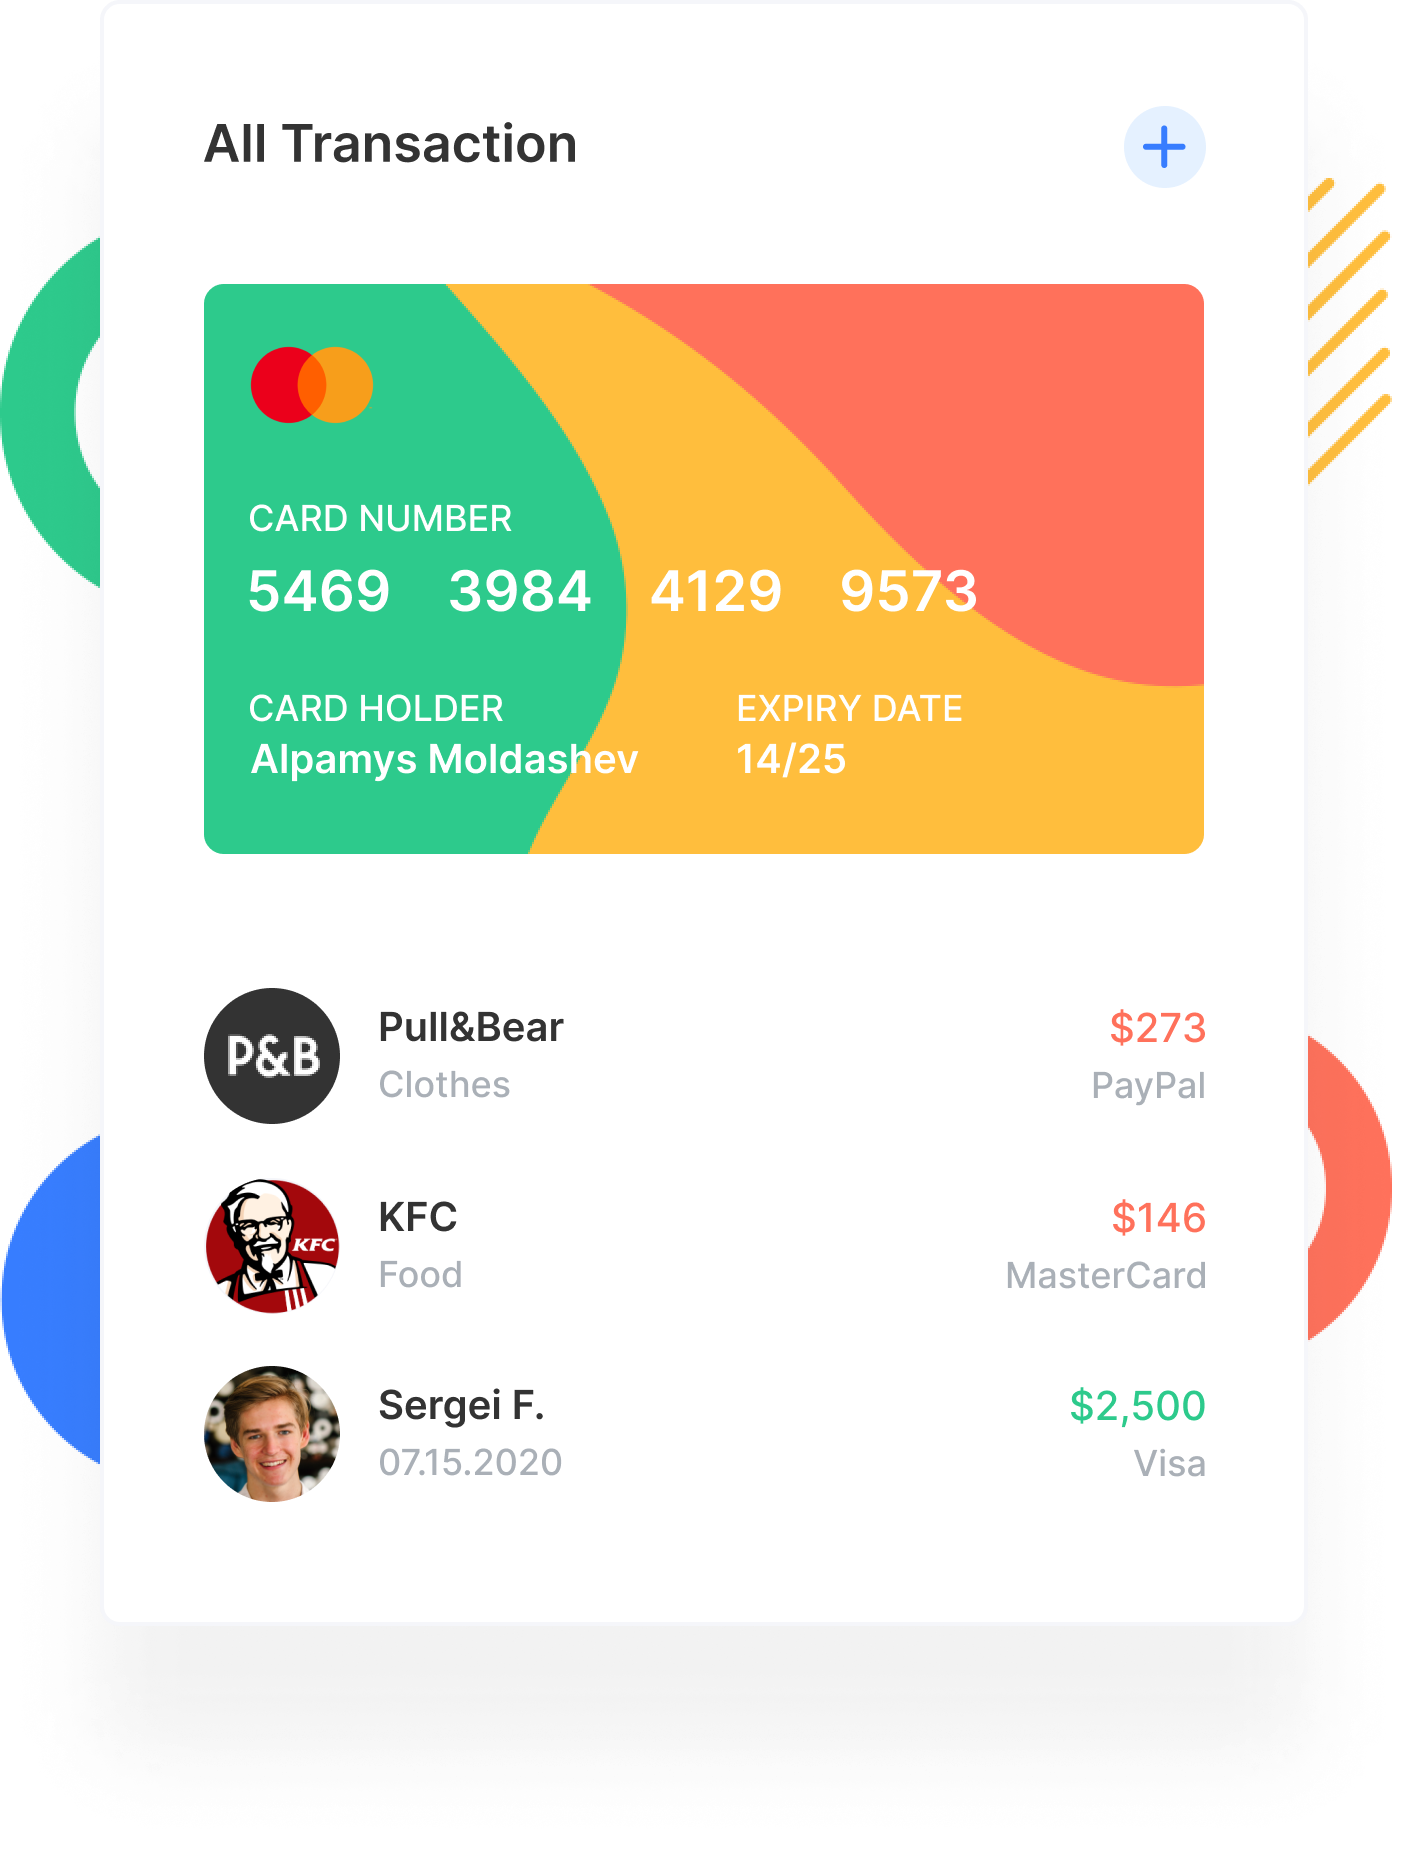 All Transaction
CARD NUMBER
5469 3984 4129 9573
CARD HOLDER EXPIRY DATE
Alpamys Moldashev 14/25
P&B
Pull&Bear $273
Clothes PayPal
KFC
KFC $146
Food MasterCard
Sergei F. $2,500
07.15.2020 Visa